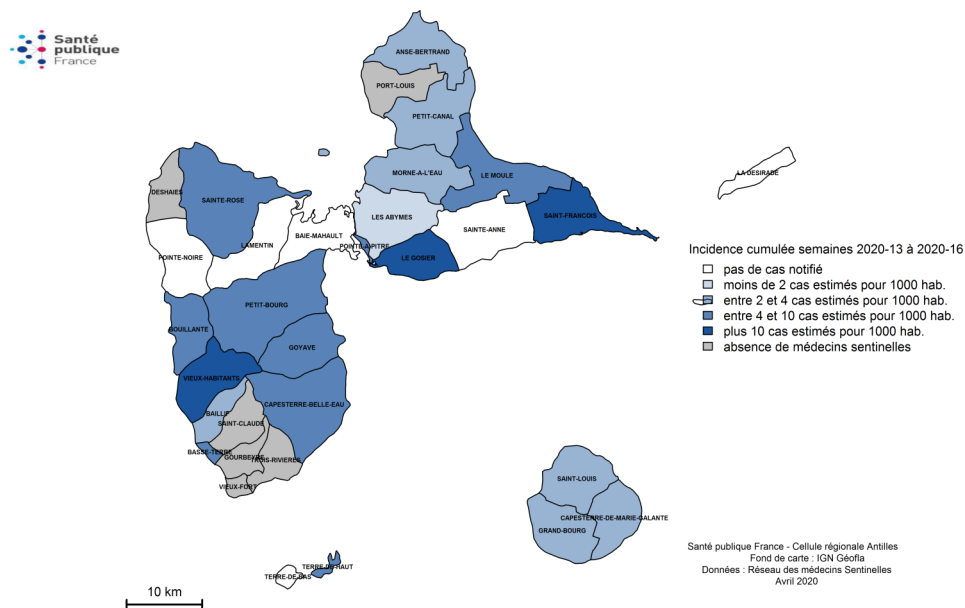 Santé
publique
France
ANSE-BERTRAND
PORT-LOUIS
PETIT-CANAL
MORNE-A-L'EAU
LE MOULE
LA DESIRADE
DESHAIES
SAINTE-ROSE
LES ABYMES
SAINT-FRANCOIS
SAINTE-ANNE
BAIE-MAHAULT
LAMENTIN
POINTE-A-PITRE
POINTE-NOIRE
LE GOSIER
PETIT-BOURG
BOUILLANTE
GOYAVE
VIEUX-HABITANTS
CAPESTERRE-BELLE-EAU
BAILLIF
SAINT-CLAUDE
BASSE-TERRE
GOURBEYRE
TROIS-RIVIERES
VIEUX-FORT
SAINT-LOUIS
CAPESTERRE-DE-MARIE-GALANTE
GRAND-BOURG
TERRE-DE-HAUT
TERRE-DE-BAS
Incidence cumulée semaines 2020-13 à 2020-16
pas de cas notifié
moins de 2 cas estimés pour 1000 hab.
entre 2 et 4 cas estimés pour 1000 hab.
entre 4 et 10 cas estimés pour 1000 hab.
plus 10 cas estimés pour 1000 hab.
absence de médecins sentinelles
Santé publique France - Cellule régionale Antilles
Fond de carte : IGN Géofla
Données : Réseau des médecins Sentinelles
Avril 2020
10 km